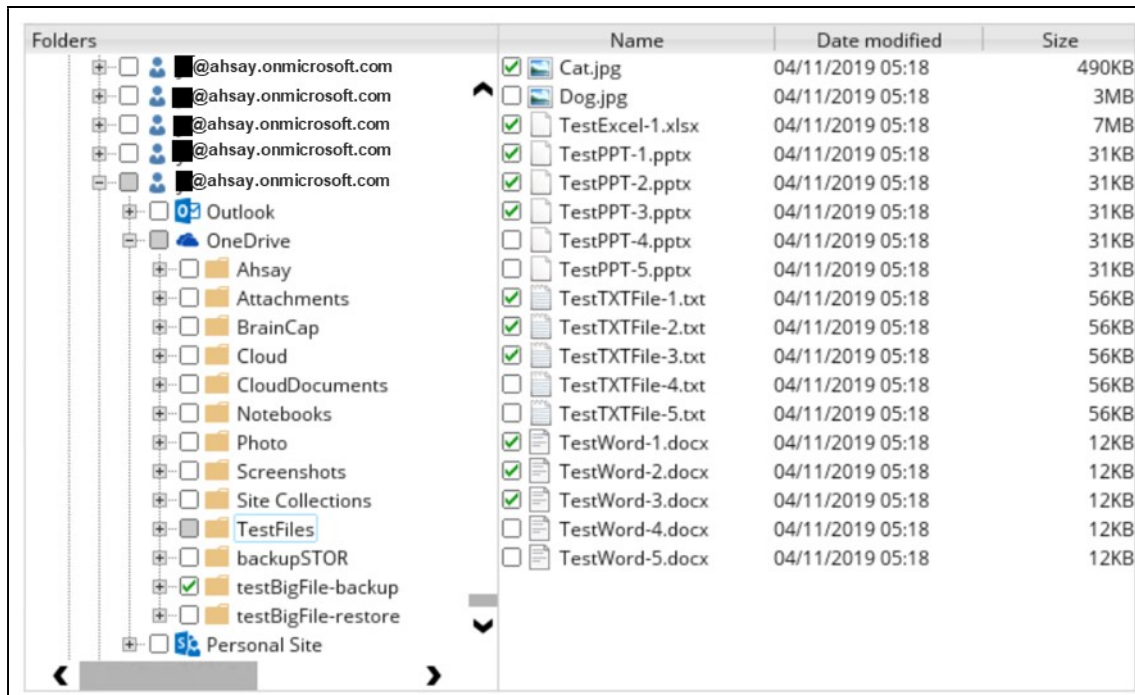 Folders
@ahsay.onmicrosoft.com
@ahsay.onmicrosoft.com
@ahsay.onmicrosoft.com
@ahsay.onmicrosoft.com
@ahsay.onmicrosoft.com
Outlook
OneDrive
Ahsay
Attachments
BrainCap
Cloud
CloudDocuments
Notebooks
Photo
Screenshots
Site Collections
TestFiles
backupSTOR
testBigFile-backup
testBigFile-restore
Personal Site
Name Date modified Size
Cat.jpg 04/11/2019 05:18 490KB
Dog.jpg 04/11/2019 05:18 3MB
TestExcel-1.xlsx 04/11/2019 05:18 7MB
TestPPT-1.pptx 04/11/2019 05:18 31KB
TestPPT-2.pptx 04/11/2019 05:18 31KB
TestPPT-3.pptx 04/11/2019 05:18 31KB
TestPPT-4.pptx 04/11/2019 05:18 31KB
TestPPT-5.pptx 04/11/2019 05:18 31KB
TestTXTFile-1.txt 04/11/2019 05:18 56KB
TestTXTFile-2.txt 04/11/2019 05:18 56KB
TestTXTFile-3.txt 04/11/2019 05:18 56KB
TestTXTFile-4.txt 04/11/2019 05:18 56KB
TestTXTFile-5.txt 04/11/2019 05:18 56KB
TestWord-1.docx 04/11/2019 05:18 12KB
TestWord-2.docx 04/11/2019 05:18 12KB
TestWord-3.docx 04/11/2019 05:18 12KB
TestWord-4.docx 04/11/2019 05:18 12KB
TestWord-5.docx 04/11/2019 05:18 12KB